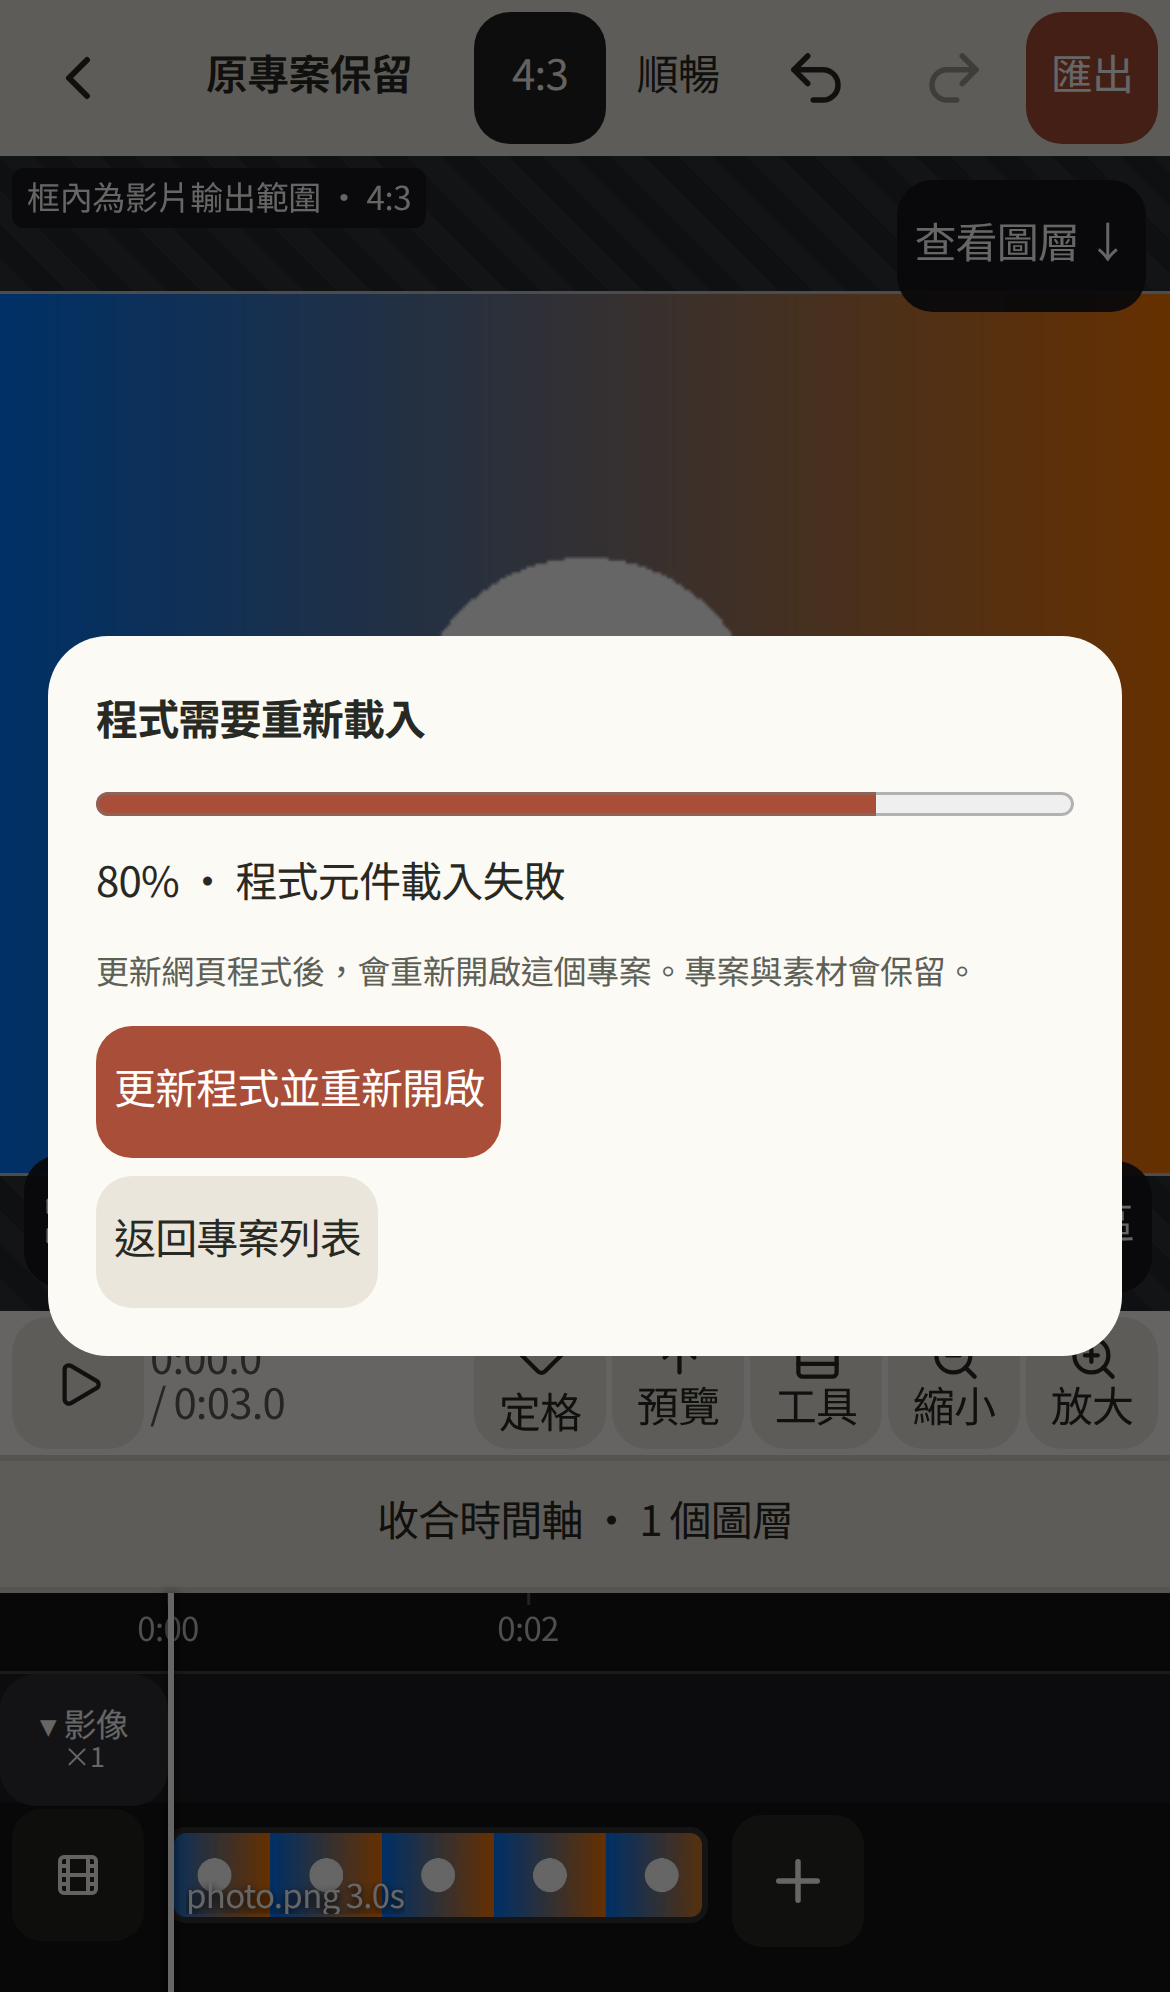 原專案保留
4:3
順暢
匯出
框內為影片輸出範圍 · 4:3
查看圖層 ↓
程式需要重新載入
80% · 程式元件載入失敗
更新網頁程式後，會重新開啟這個專案。專案與素材會保留。
更新程式並重新開啟
返回專案列表
0:00.0
/ 0:03.0
定格
預覽
工具
縮小
放大
收合時間軸 · 1 個圖層
0:00
0:02
▾ 影像
×1
photo.png 3.0s